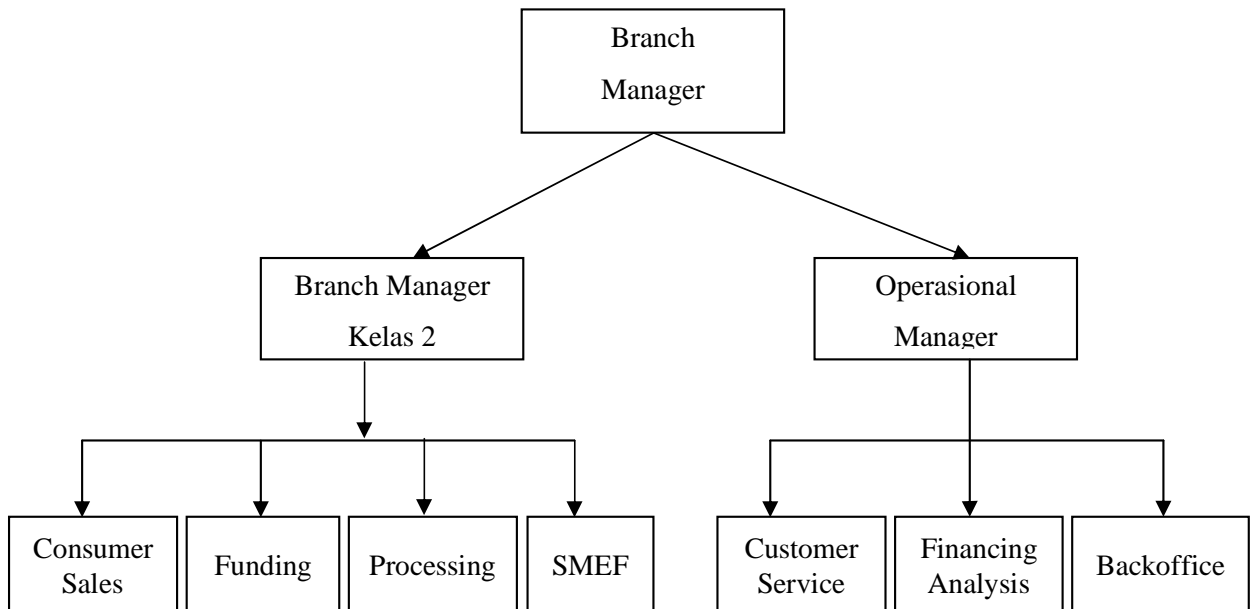 Branch
Manager
Branch Manager
Kelas 2
Operasional
Manager
Consumer
Sales
Funding
Processing
SMEF
Customer
Service
Financing
Analysis
Backoffice